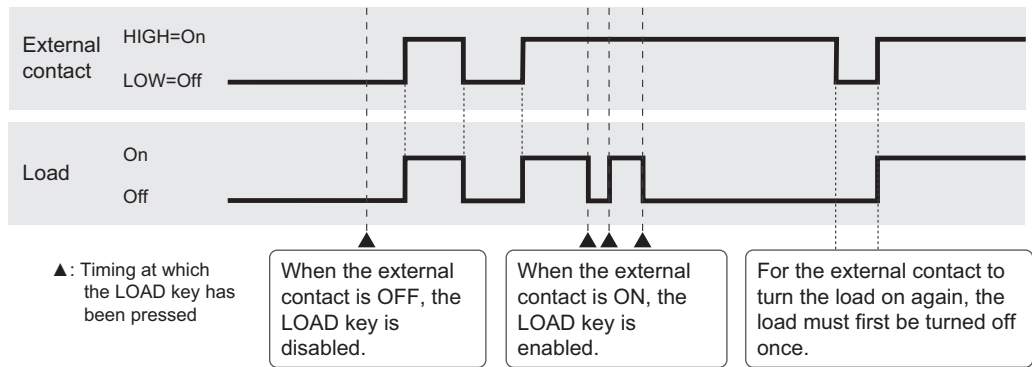 External
contact
HIGH=On
LOW=Off
Load
On
Off
▲: Timing at which
the LOAD key has
been pressed
When the external
contact is OFF, the
LOAD key is
disabled.
When the external
contact is ON, the
LOAD key is
enabled.
For the external contact to
turn the load on again, the
load must first be turned off
once.